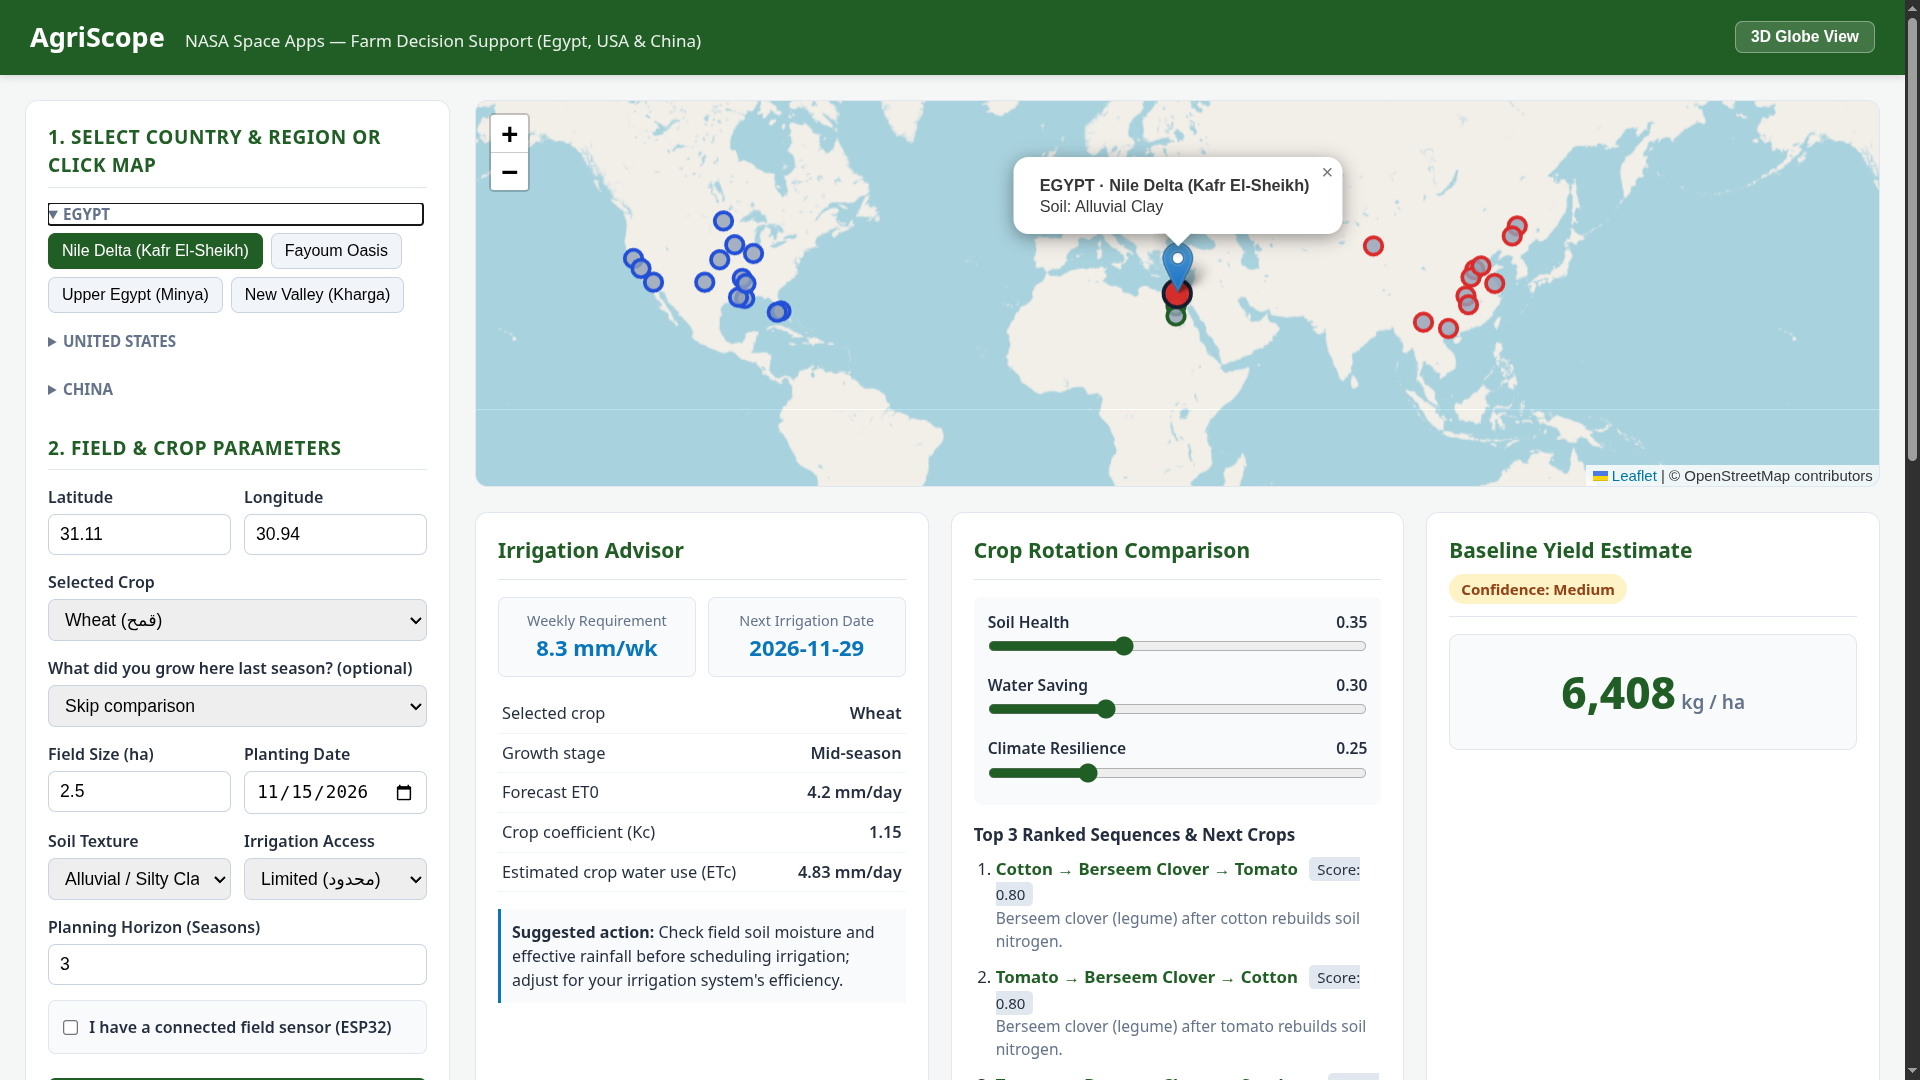 AgriScope
NASA Space Apps — Farm Decision Support (Egypt, USA & China)
3D Globe View
1. SELECT COUNTRY & REGION OR
CLICK MAP
▼ EGYPT
Nile Delta (Kafr El-Sheikh)
Fayoum Oasis
Upper Egypt (Minya)
New Valley (Kharga)
▶ UNITED STATES
▶ CHINA
2. FIELD & CROP PARAMETERS
Latitude
Longitude
31.11
30.94
Selected Crop
Wheat (قمح)
What did you grow here last season? (optional)
Skip comparison
Field Size (ha)
Planting Date
2.5
11/15/2026
Soil Texture
Irrigation Access
Alluvial / Silty Cla
Limited (محدود)
Planning Horizon (Seasons)
3
I have a connected field sensor (ESP32)
+
−
EGYPT · Nile Delta (Kafr El-Sheikh)
Soil: Alluvial Clay
×
Leaflet | © OpenStreetMap contributors
Irrigation Advisor
Weekly Requirement
8.3 mm/wk
Next Irrigation Date
2026-11-29
Selected crop Wheat
Growth stage Mid-season
Forecast ET0 4.2 mm/day
Crop coefficient (Kc) 1.15
Estimated crop water use (ETc) 4.83 mm/day
Suggested action: Check field soil moisture and
effective rainfall before scheduling irrigation;
adjust for your irrigation system's efficiency.
Crop Rotation Comparison
Soil Health 0.35
Water Saving 0.30
Climate Resilience 0.25
Top 3 Ranked Sequences & Next Crops
1. Cotton → Berseem Clover → Tomato Score:
0.80
Berseem clover (legume) after cotton rebuilds soil
nitrogen.
2. Tomato → Berseem Clover → Cotton Score:
0.80
Berseem clover (legume) after tomato rebuilds soil
nitrogen.
Baseline Yield Estimate
Confidence: Medium
6,408 kg / ha